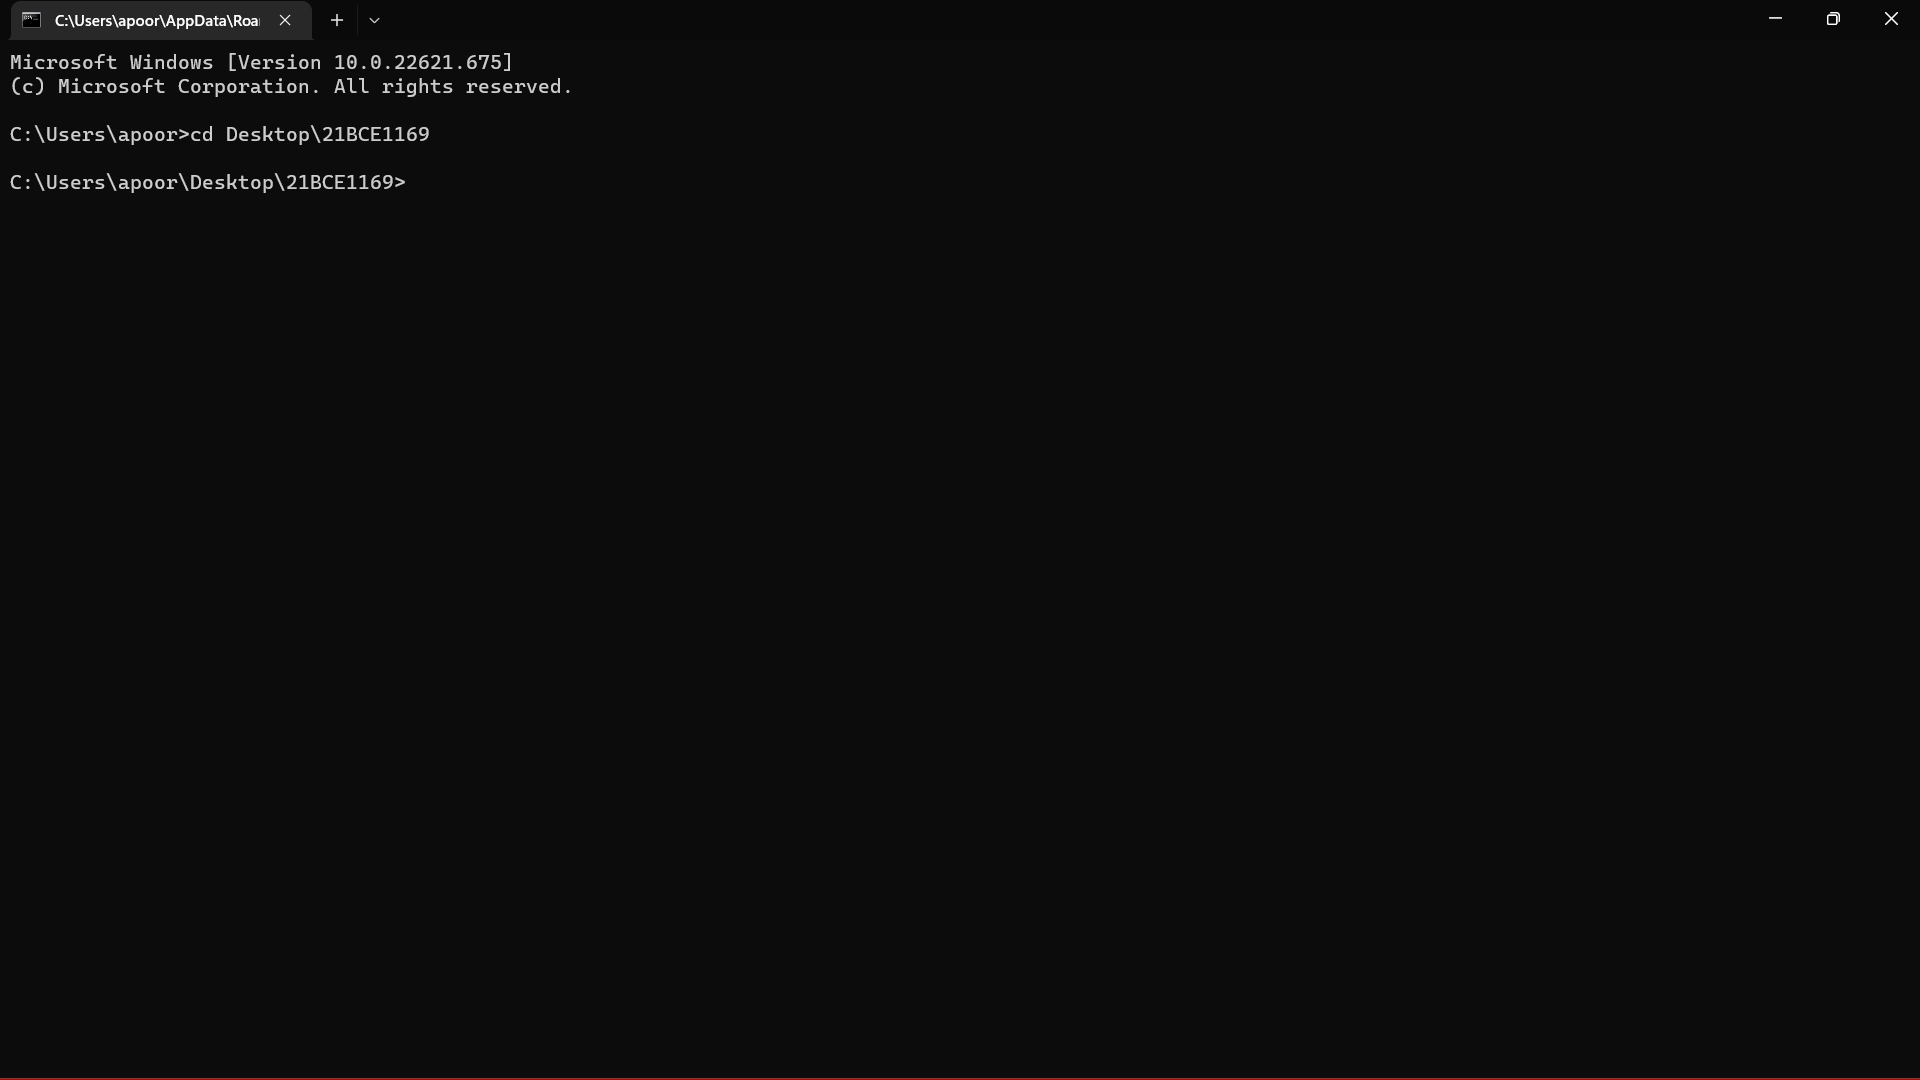 C:\Users\apoor\AppData\Roa
Microsoft Windows [Version 10.0.22621.675]
(c) Microsoft Corporation. All rights reserved.
C:\Users\apoor>cd Desktop\21BCE1169
C:\Users\apoor\Desktop\21BCE1169>